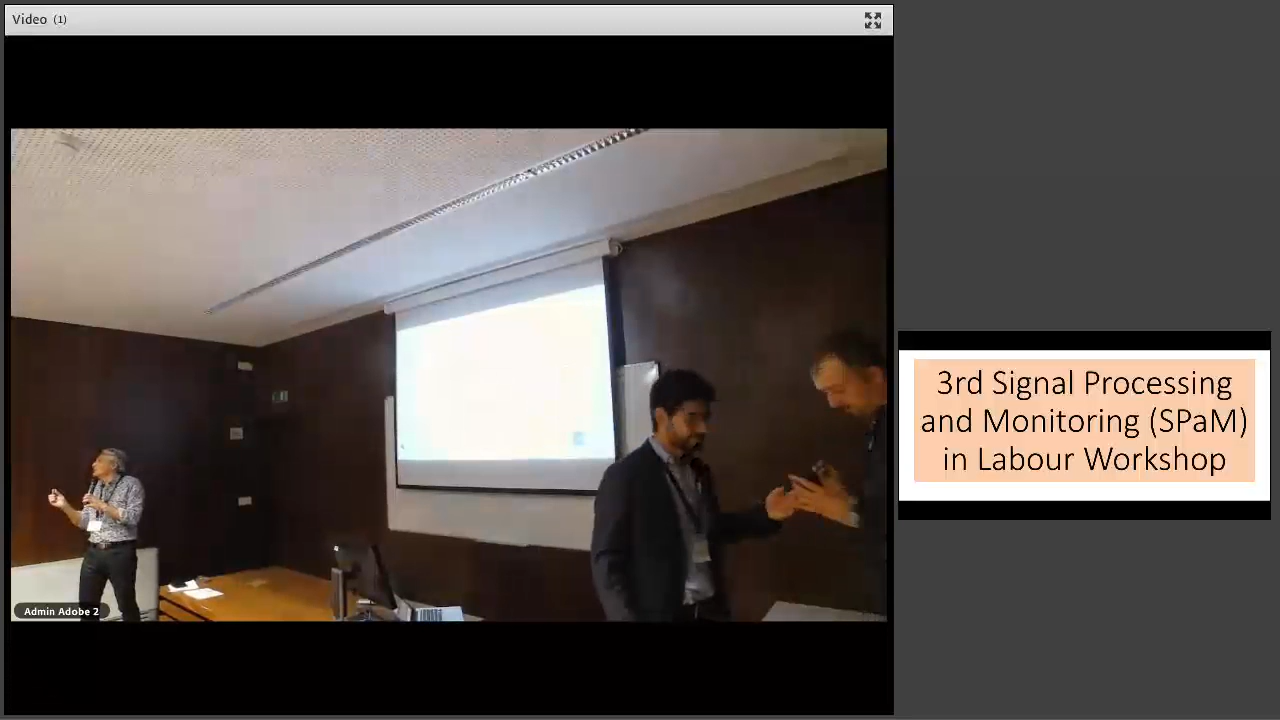 Video (1)
Admin Adobe 2
3rd Signal Processing
and Monitoring (SPaM)
in Labour Workshop